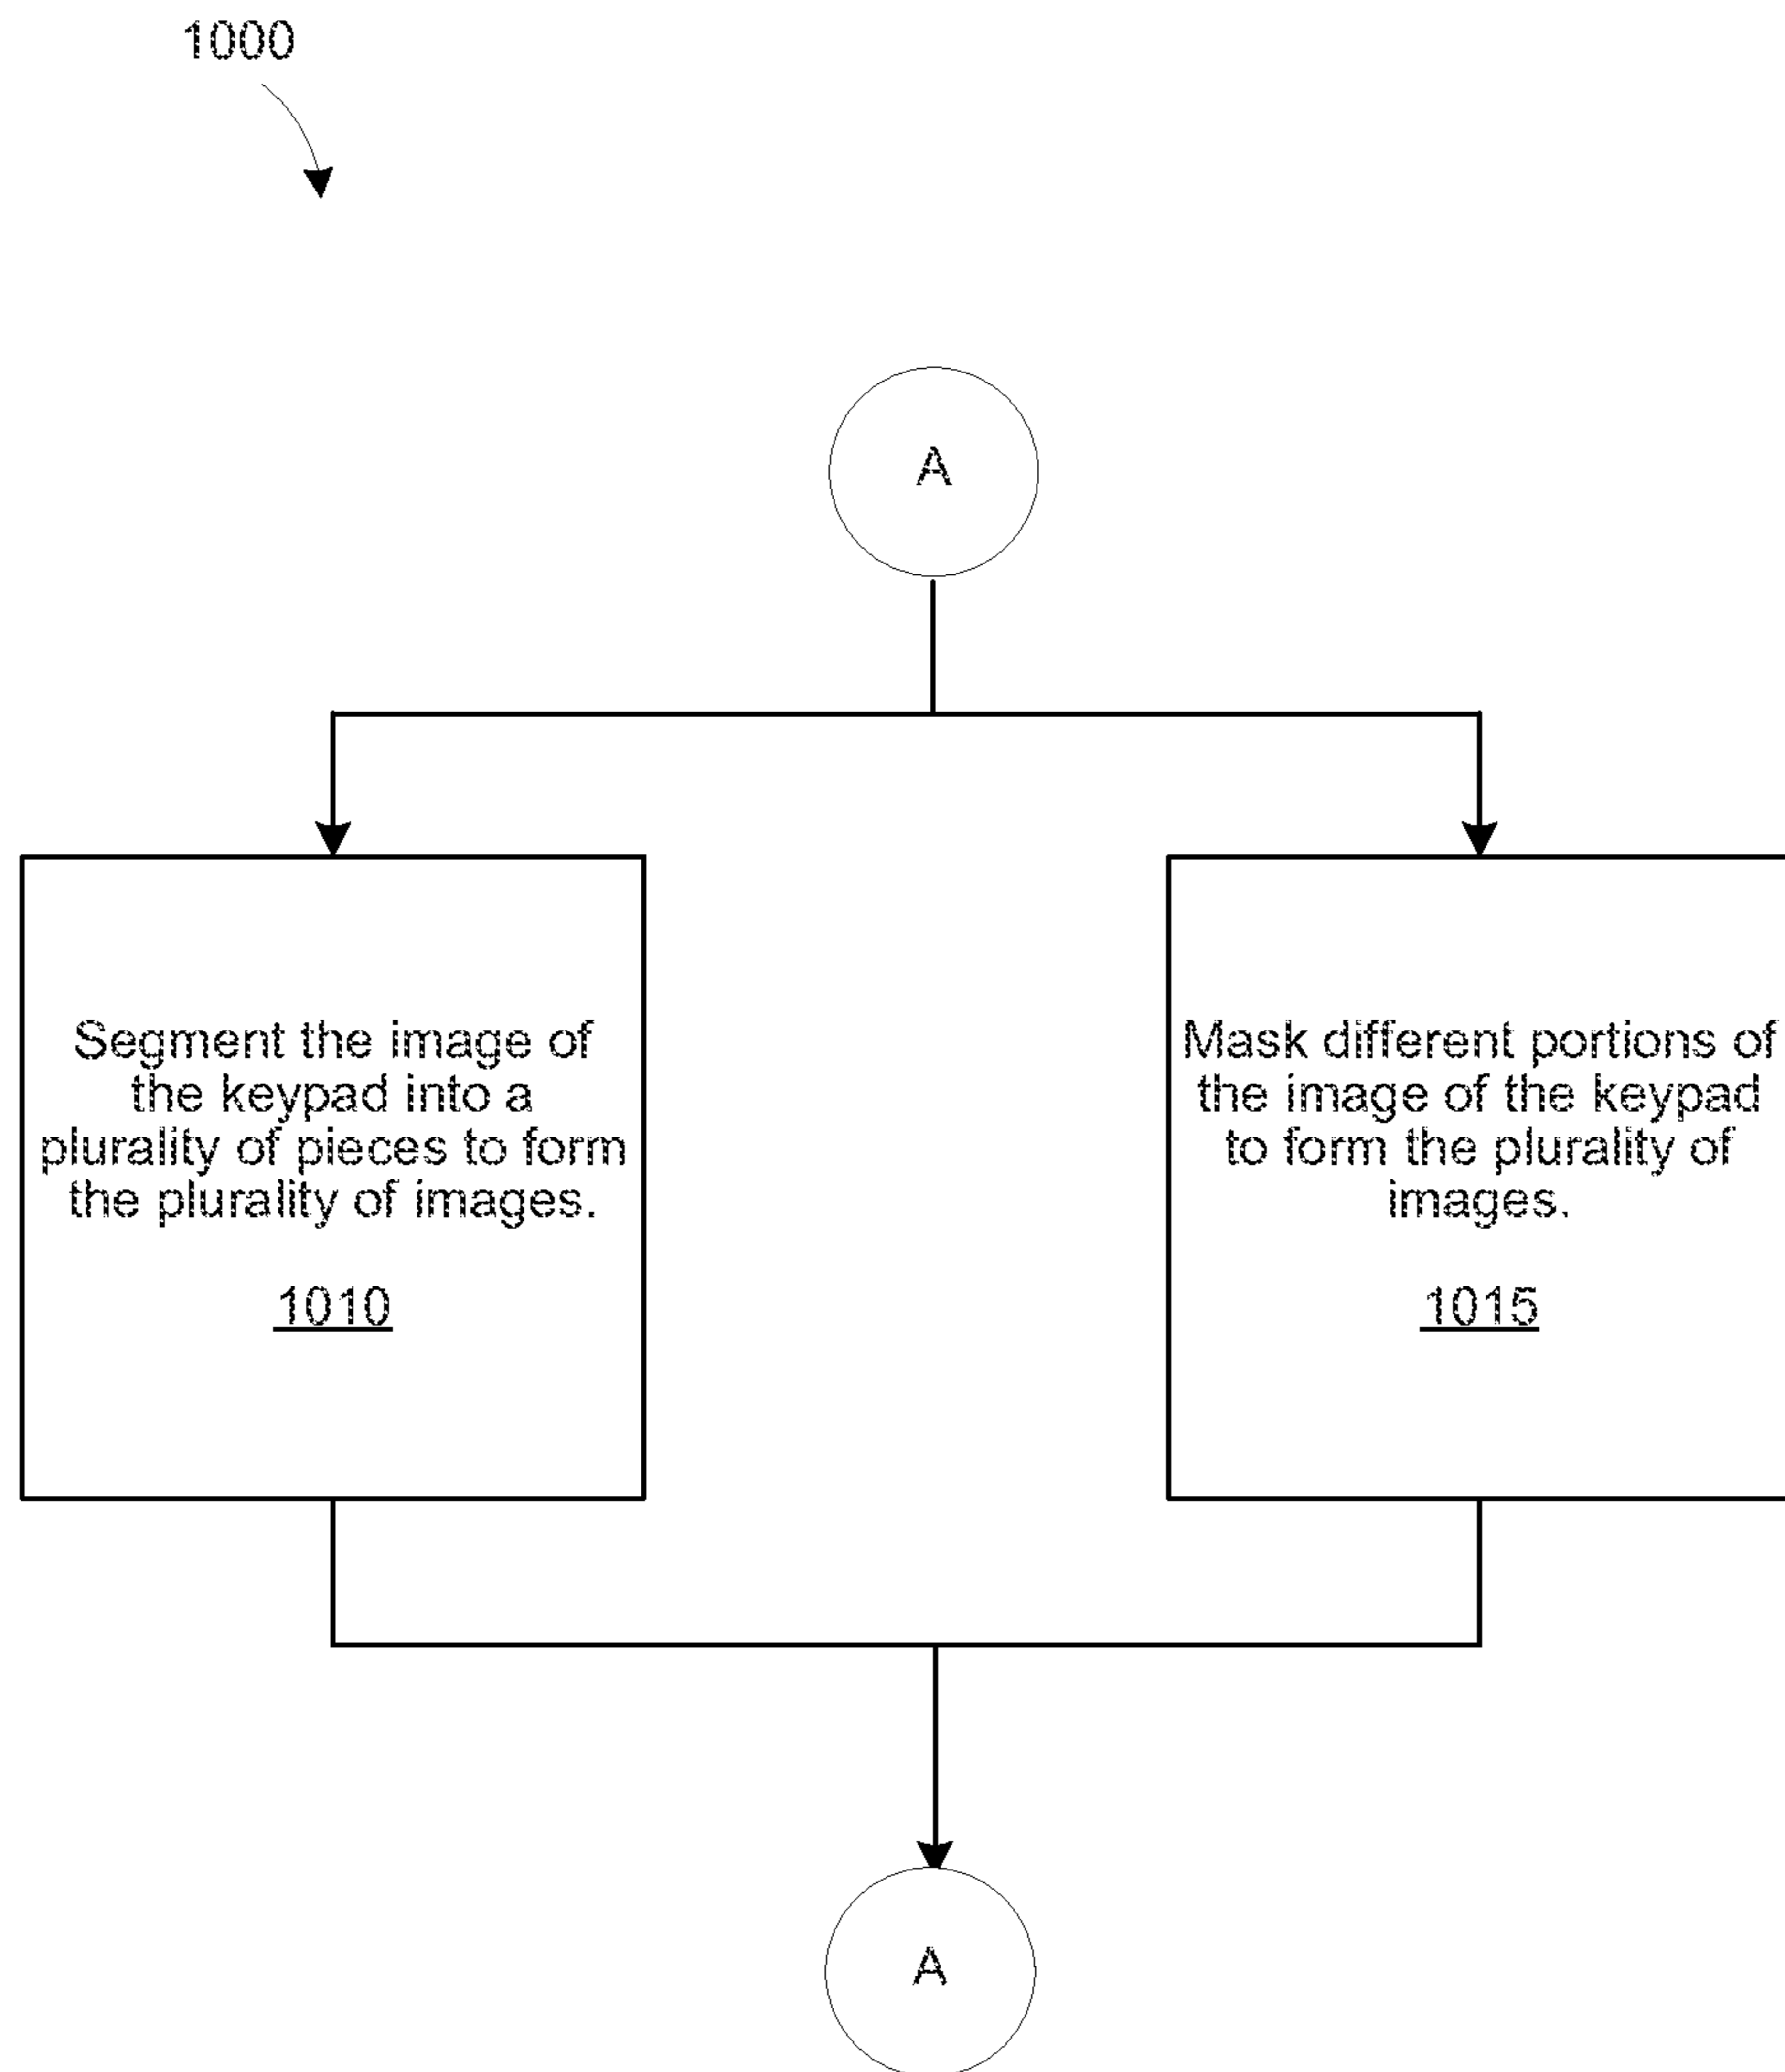 1000
A
Segment the image of
the keypad into a
plurality of pieces to form
the plurality of images.
1010
Mask different portions of
the image of the keypad
to form the plurality of
images.
1015
A